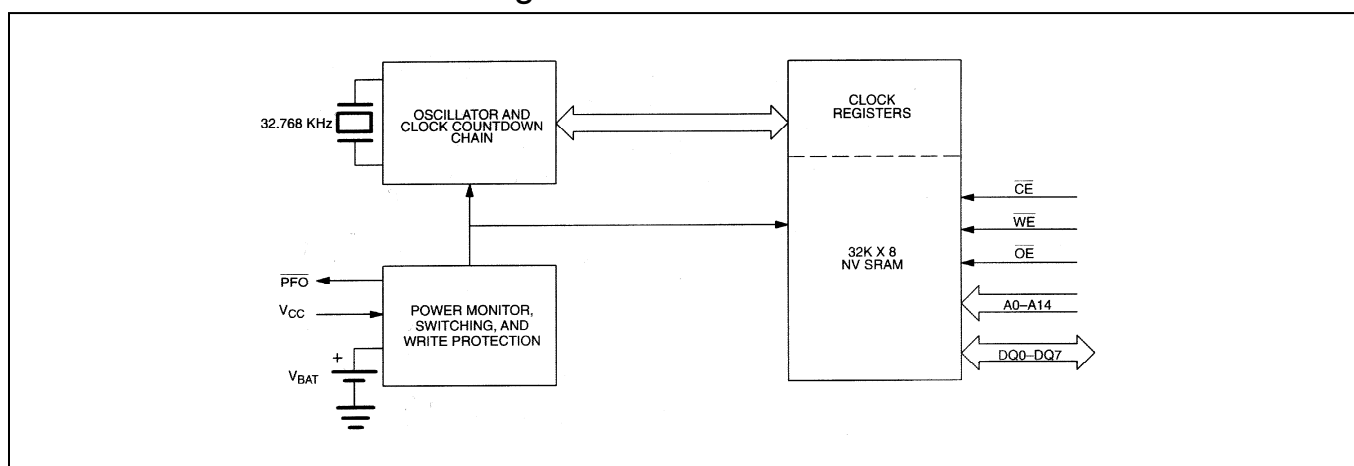 32.768 KHz
OSCILLATOR AND
CLOCK COUNTDOWN
CHAIN
CLOCK
REGISTERS
CE
WE
OE
32K X 8
NV SRAM
A0–A14
DQ0–DQ7
PFO
VCC
VBAT
+
POWER MONITOR,
SWITCHING, AND
WRITE PROTECTION